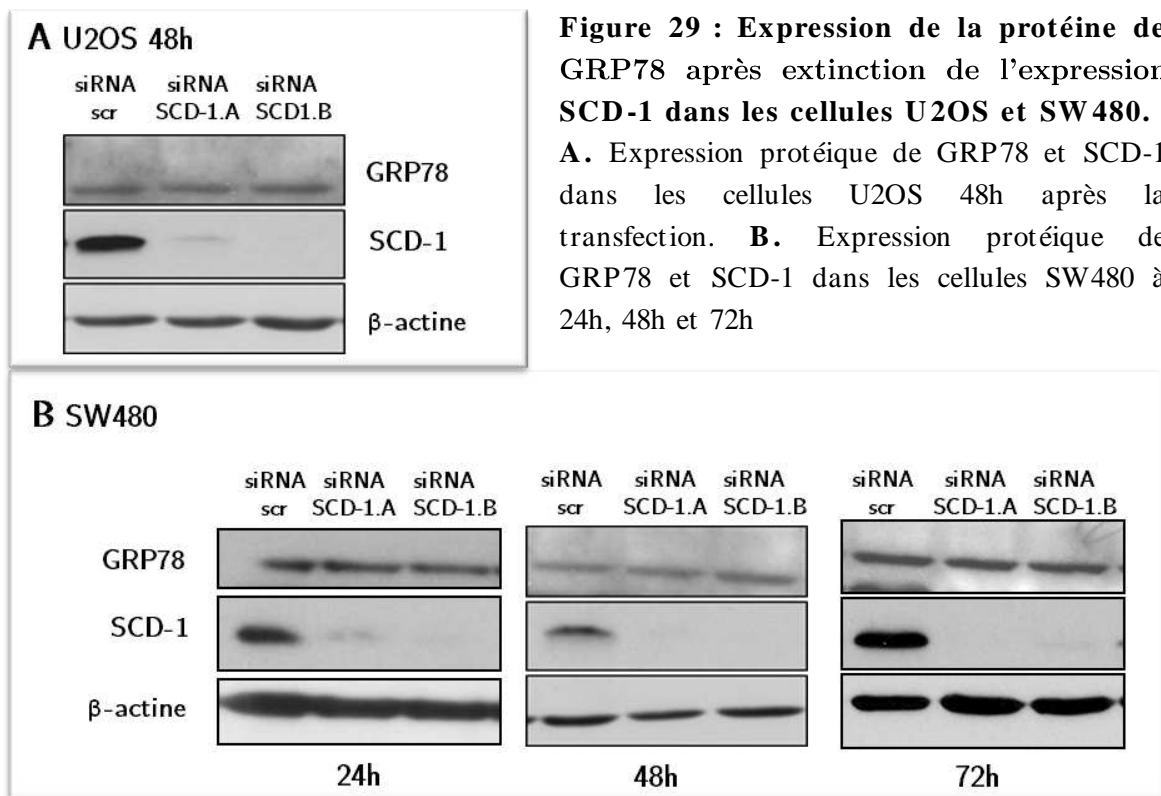 A U2OS 48h
siRNA siRNA siRNA
scr SCD-1.A SCD1.B
GRP78
SCD-1
β-actine
Figure 29 : Expression de la protéine de
GRP78 après extinction de l'expression
SCD-1 dans les cellules U2OS et SW480.
A. Expression protéique de GRP78 et SCD-1
dans les cellules U2OS 48h après la
transfection. B. Expression protéique de
GRP78 et SCD-1 dans les cellules SW480 à
24h, 48h et 72h
B SW480
siRNA siRNA siRNA siRNA siRNA siRNA siRNA siRNA siRNA
scr SCD-1.A SCD-1.B scr SCD-1.A SCD-1.B scr SCD-1.A SCD-1.B
GRP78
SCD-1
β-actine
24h 48h 72h